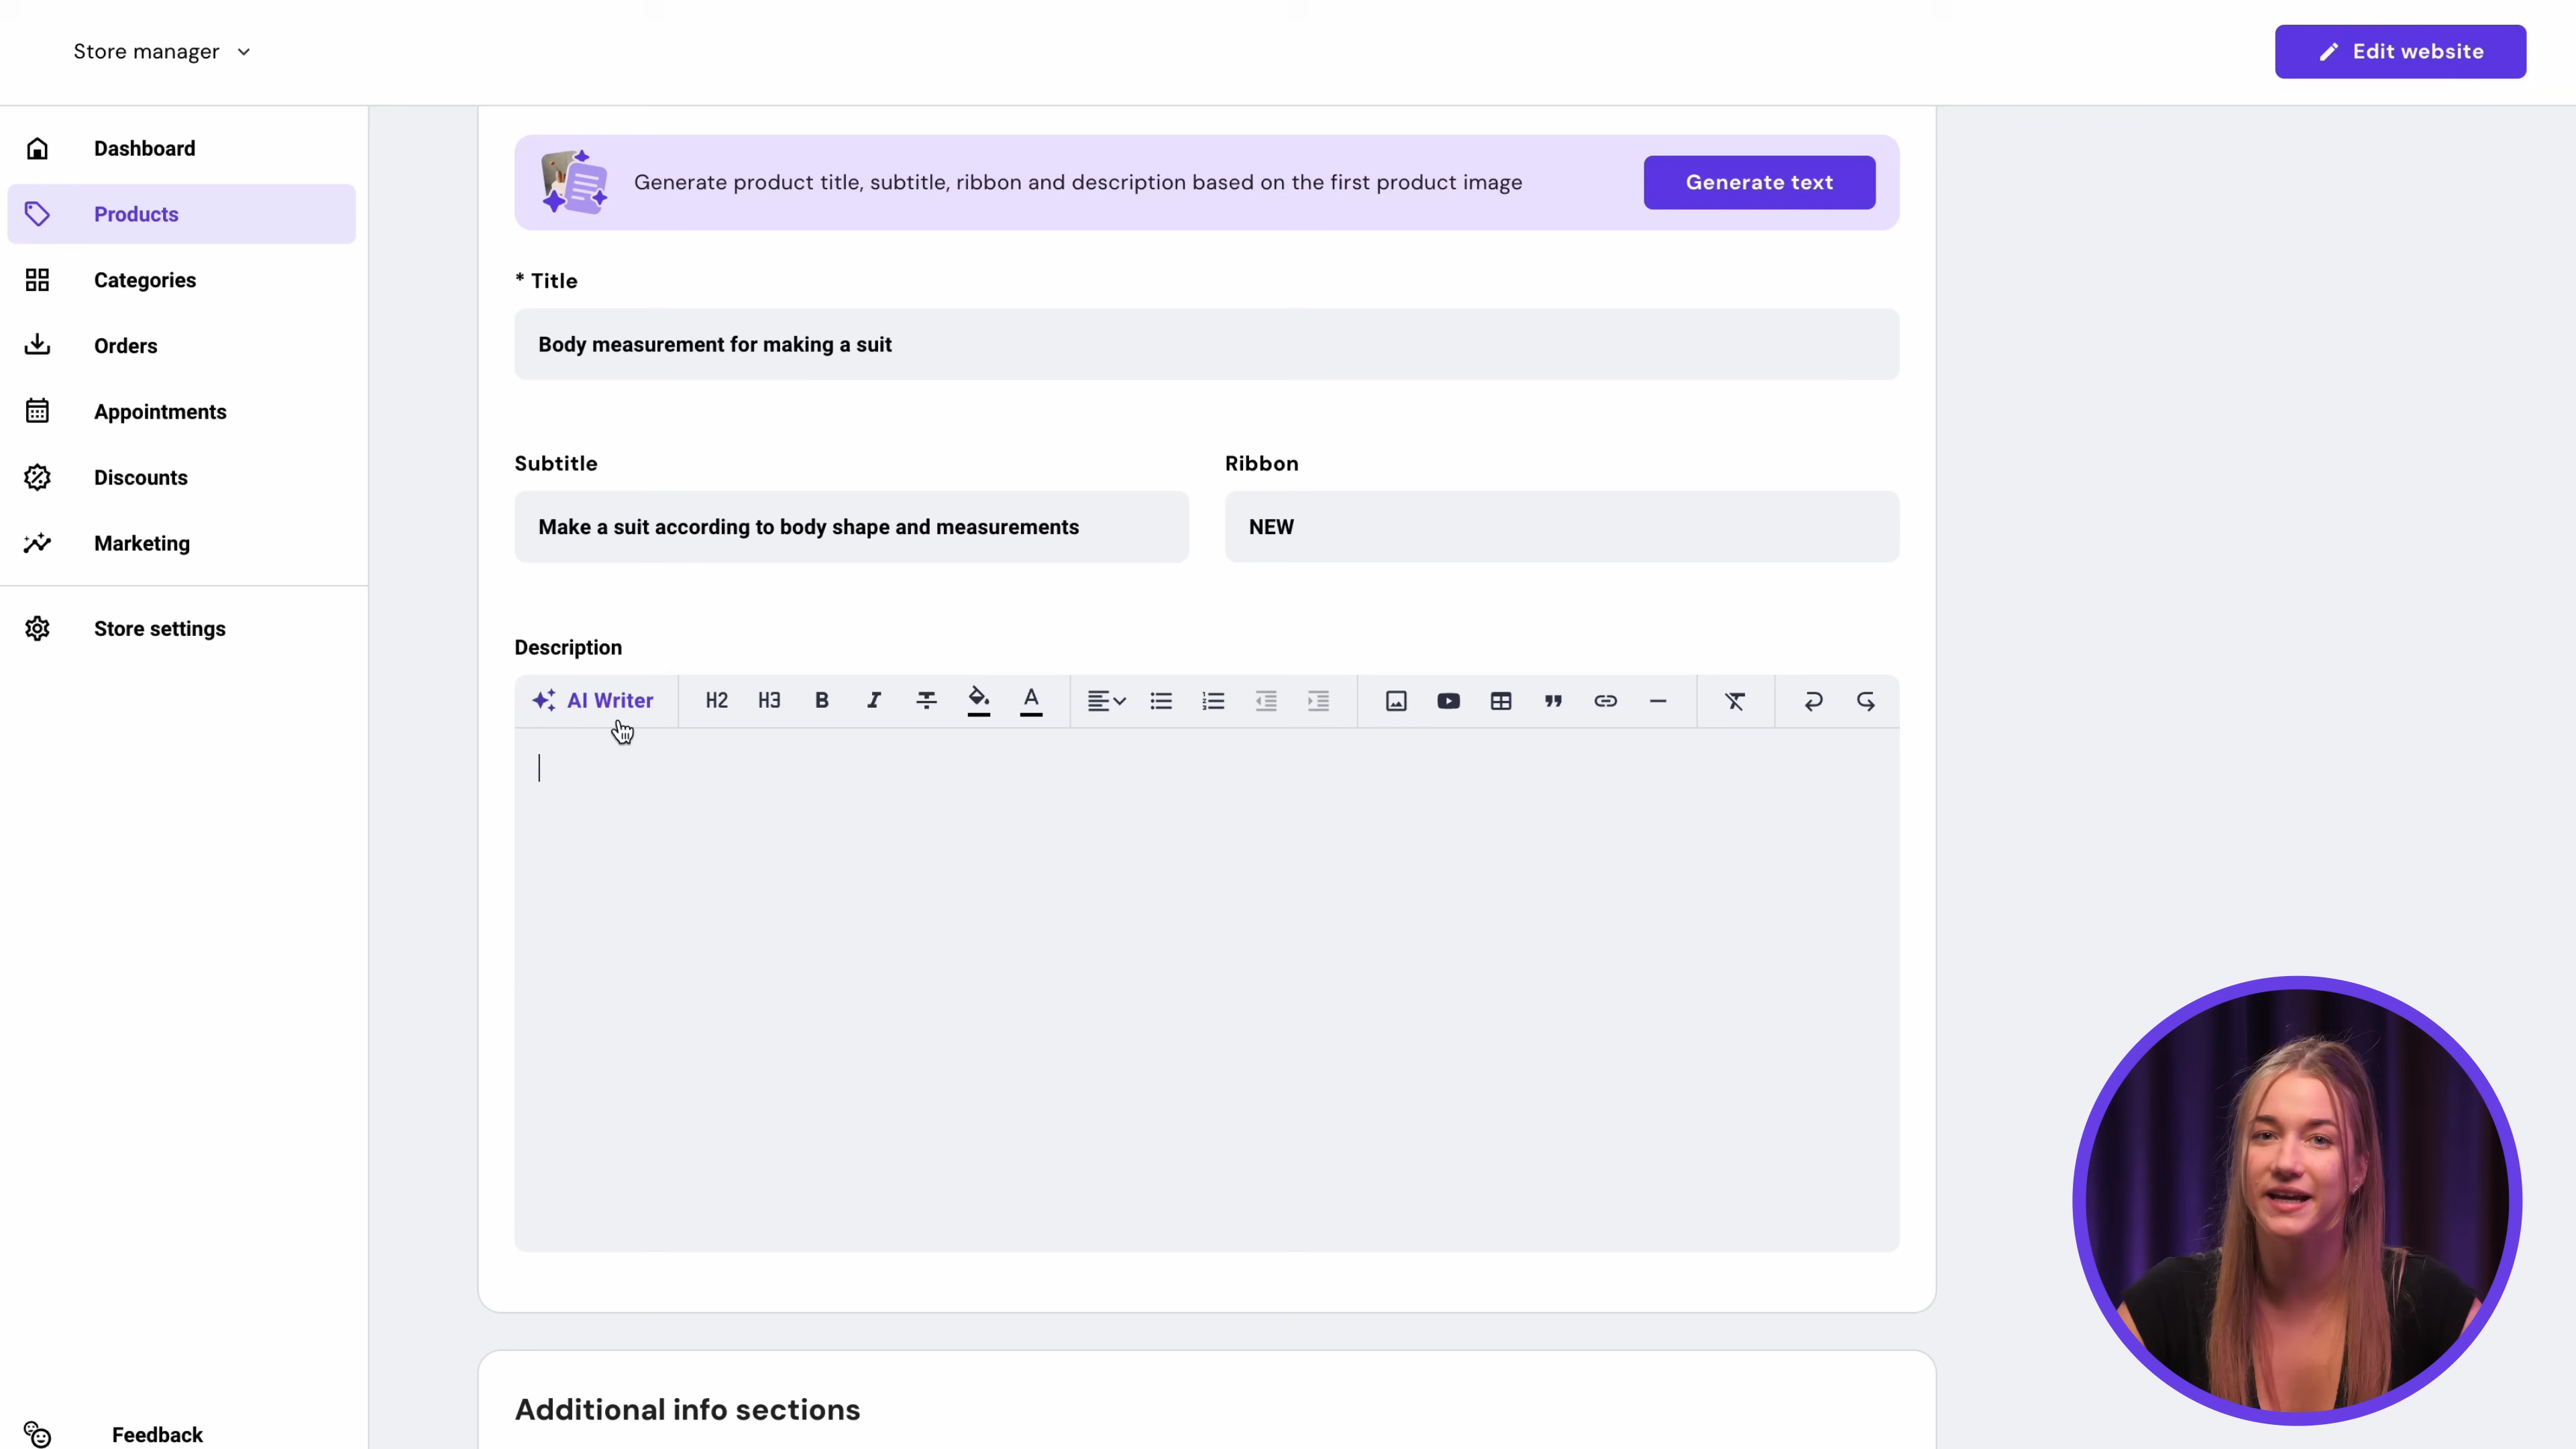 Store manager
Edit website
Dashboard
Products
Categories
Orders
Appointments
Discounts
Marketing
Store settings
Feedback
Generate product title, subtitle, ribbon and description based on the first product image
Generate text
* Title
Body measurement for making a suit
Subtitle
Ribbon
Make a suit according to body shape and measurements
NEW
Description
AI Writer H2 H3 B I T A
Additional info sections